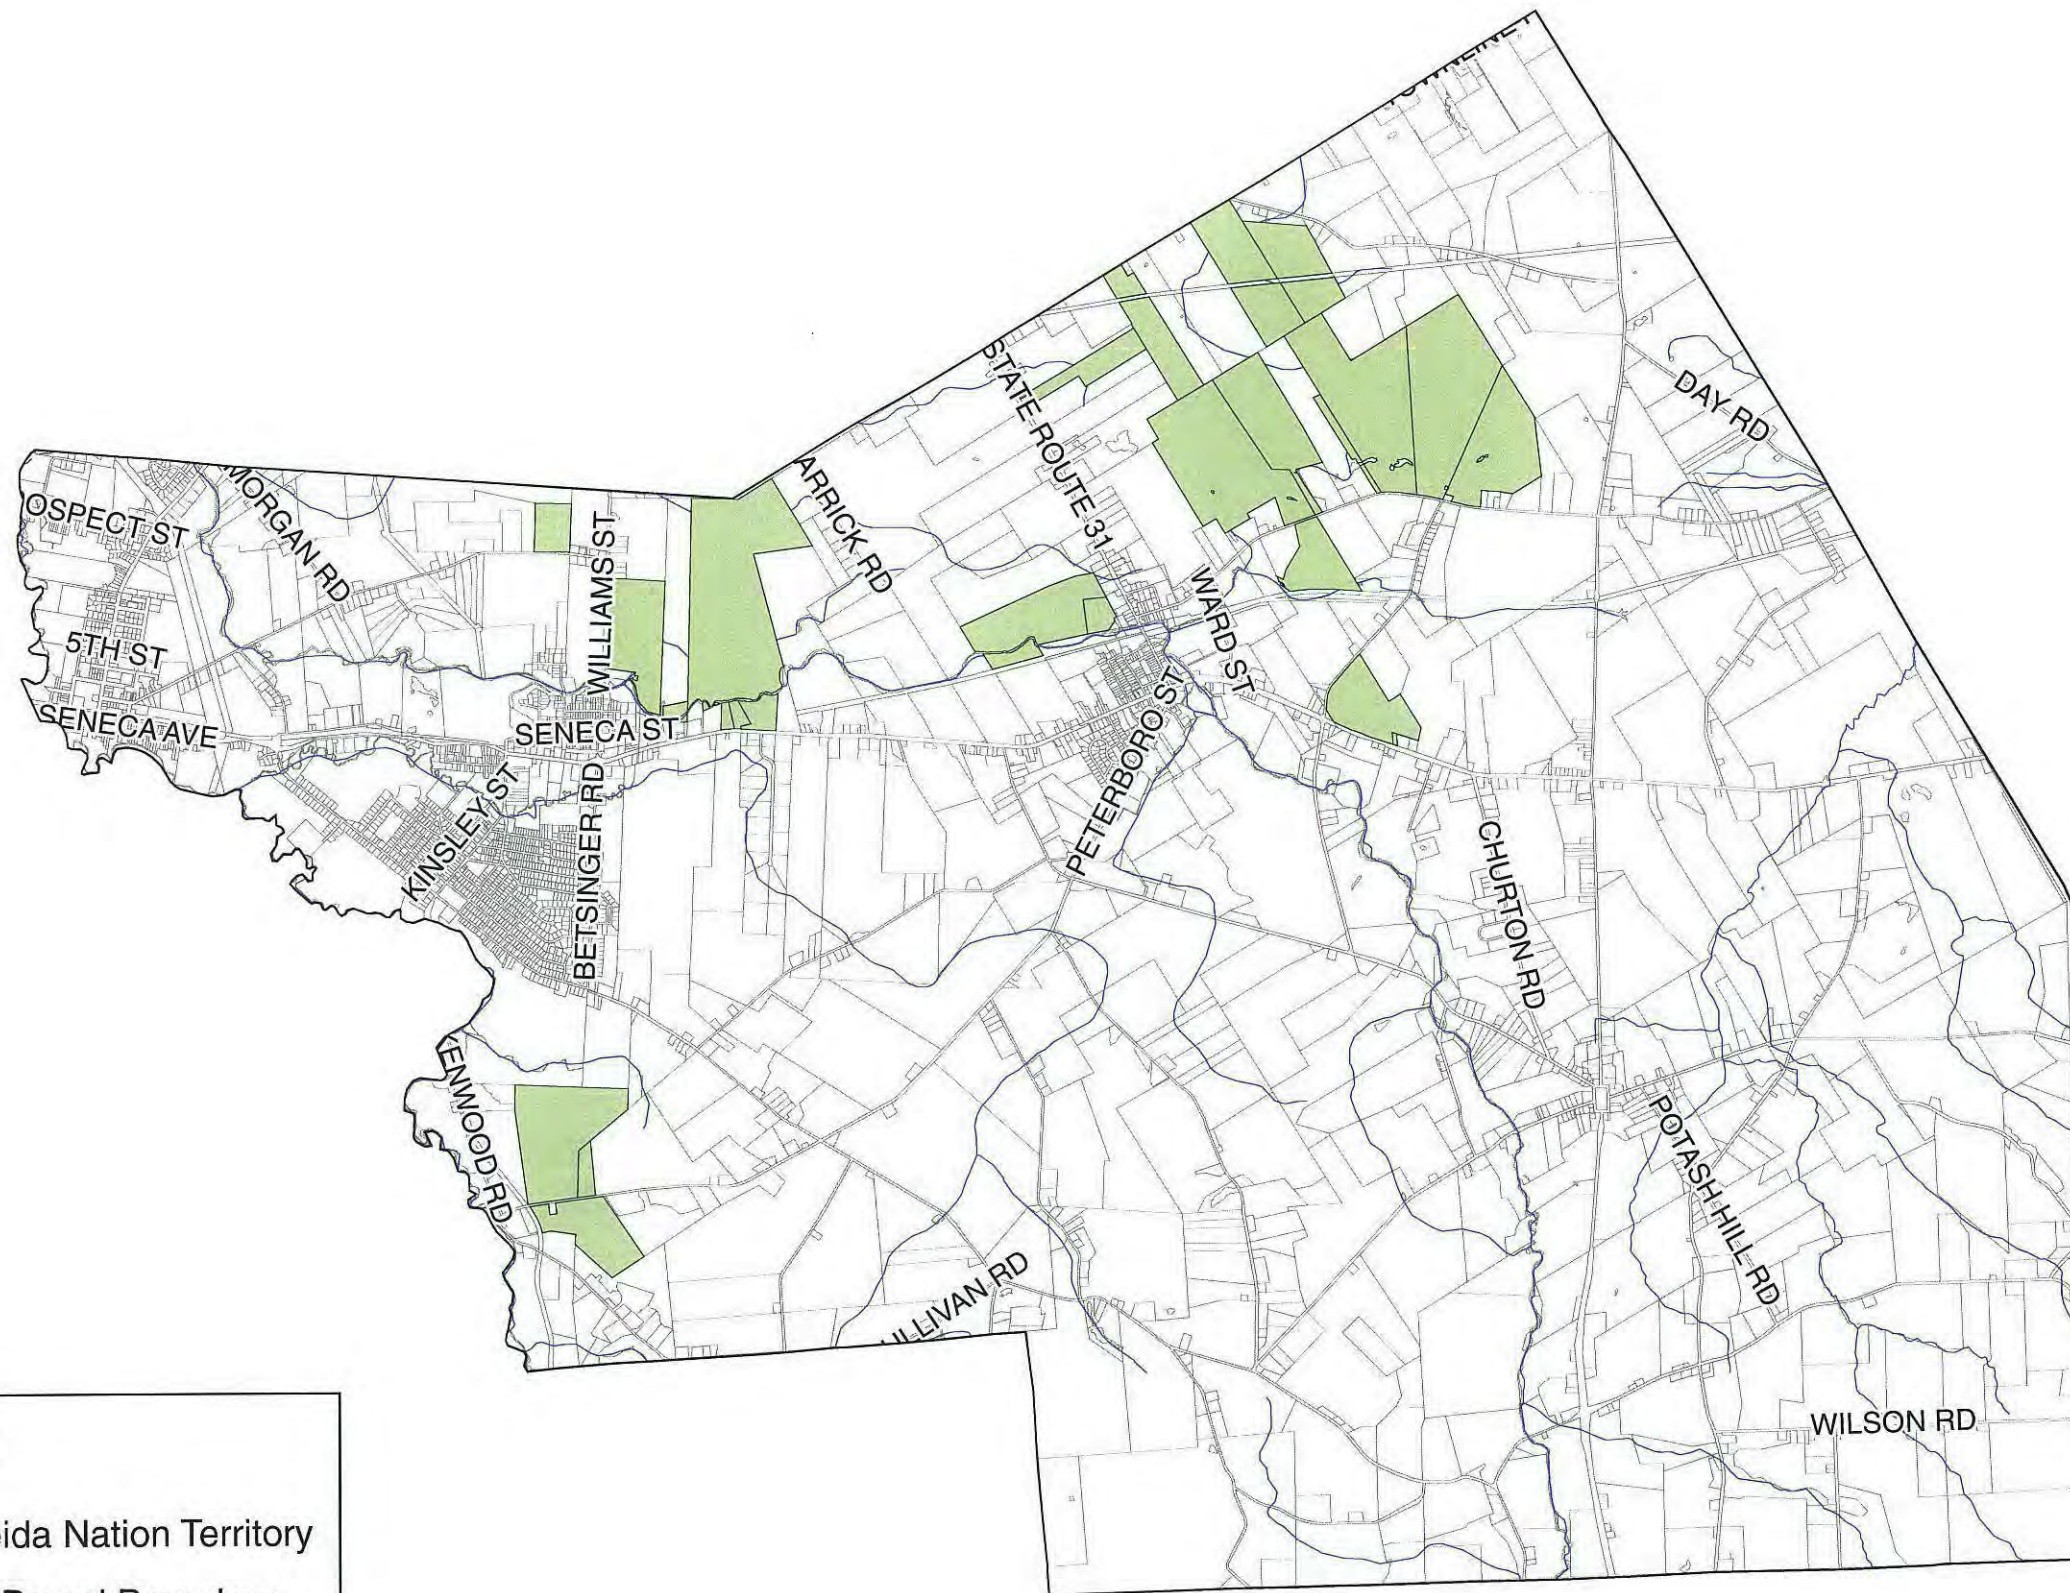 STATE ROUTE 31
DAY RD
ARRICK RD
MORGAN RD
OSPECT ST
WILLIAMS ST
WARD ST
5TH ST
SENECA AVE
SENECA ST
PETERBORO ST
KINSLEY ST
BETSINGER RD
CHURTON RD
ENWOOD RD
POTASH HILL RD
LLIVAN RD
WILSON RD
ida Nation Territory